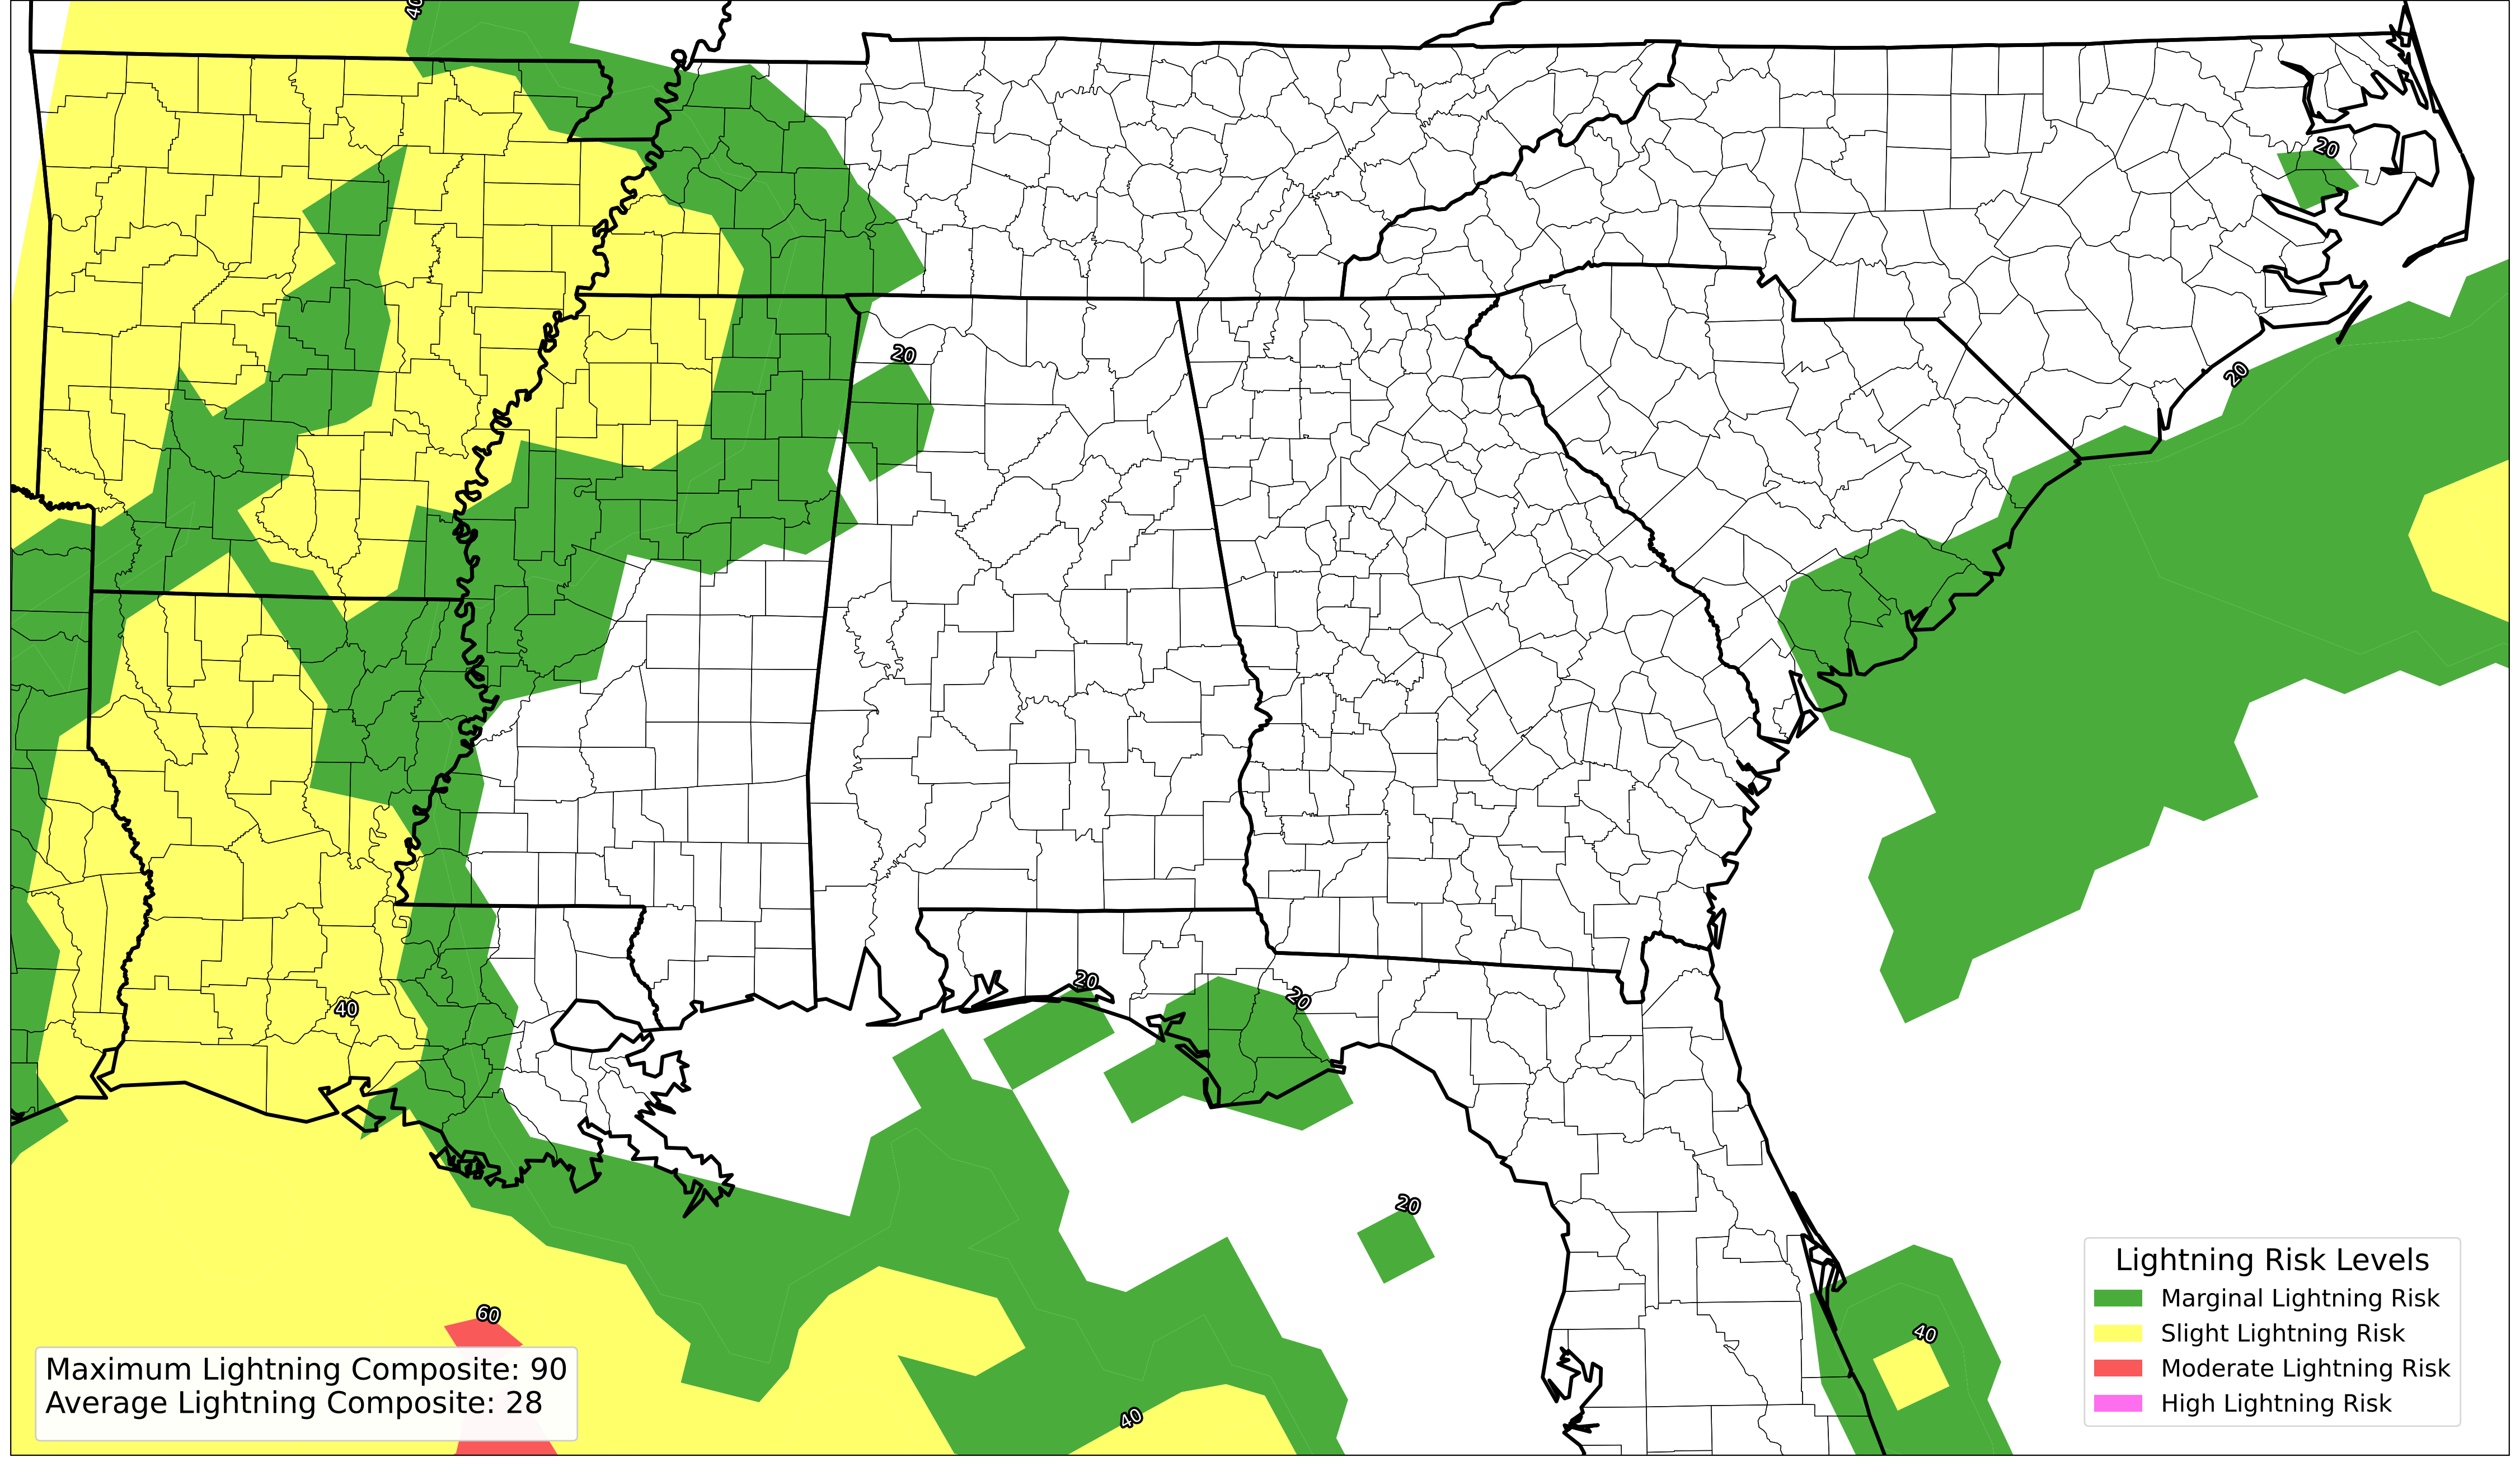 40
20
20
20
20
20
40
20
60
40
40
Maximum Lightning Composite: 90
Average Lightning Composite: 28
Lightning Risk Levels
Marginal Lightning Risk
Slight Lightning Risk
Moderate Lightning Risk
High Lightning Risk